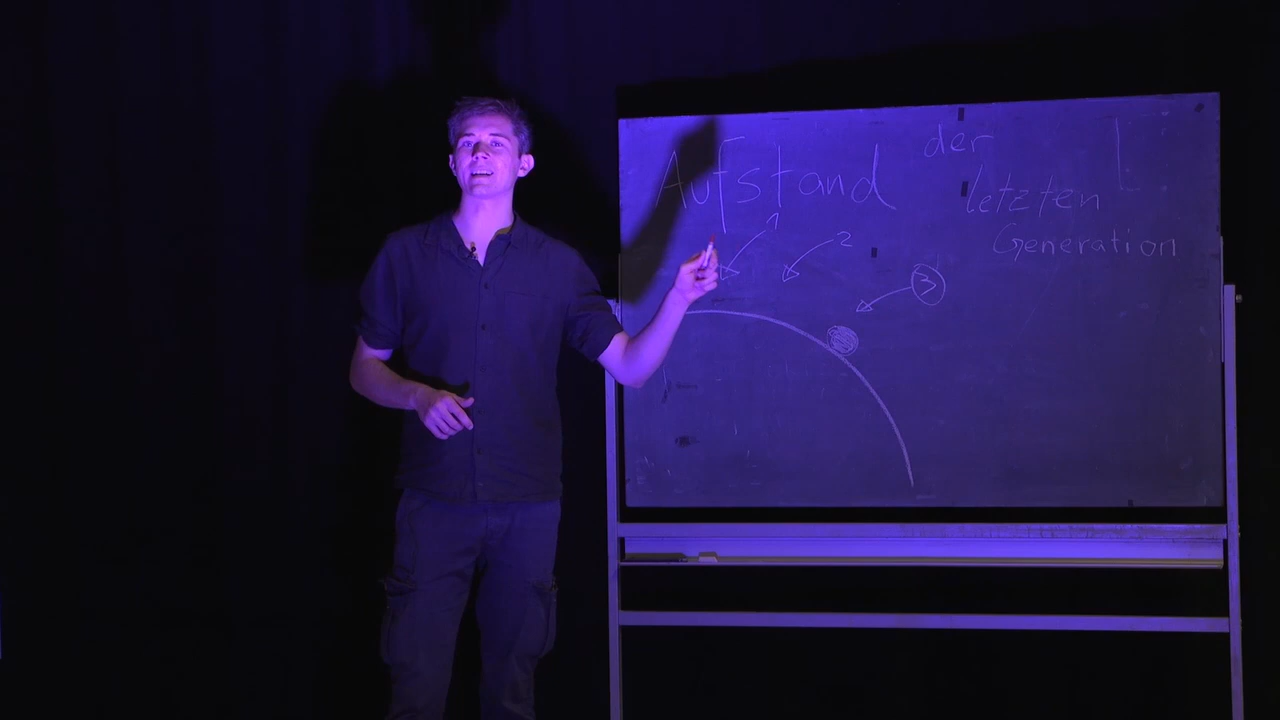 Aufstand der
letzten
Generation
1
2
3